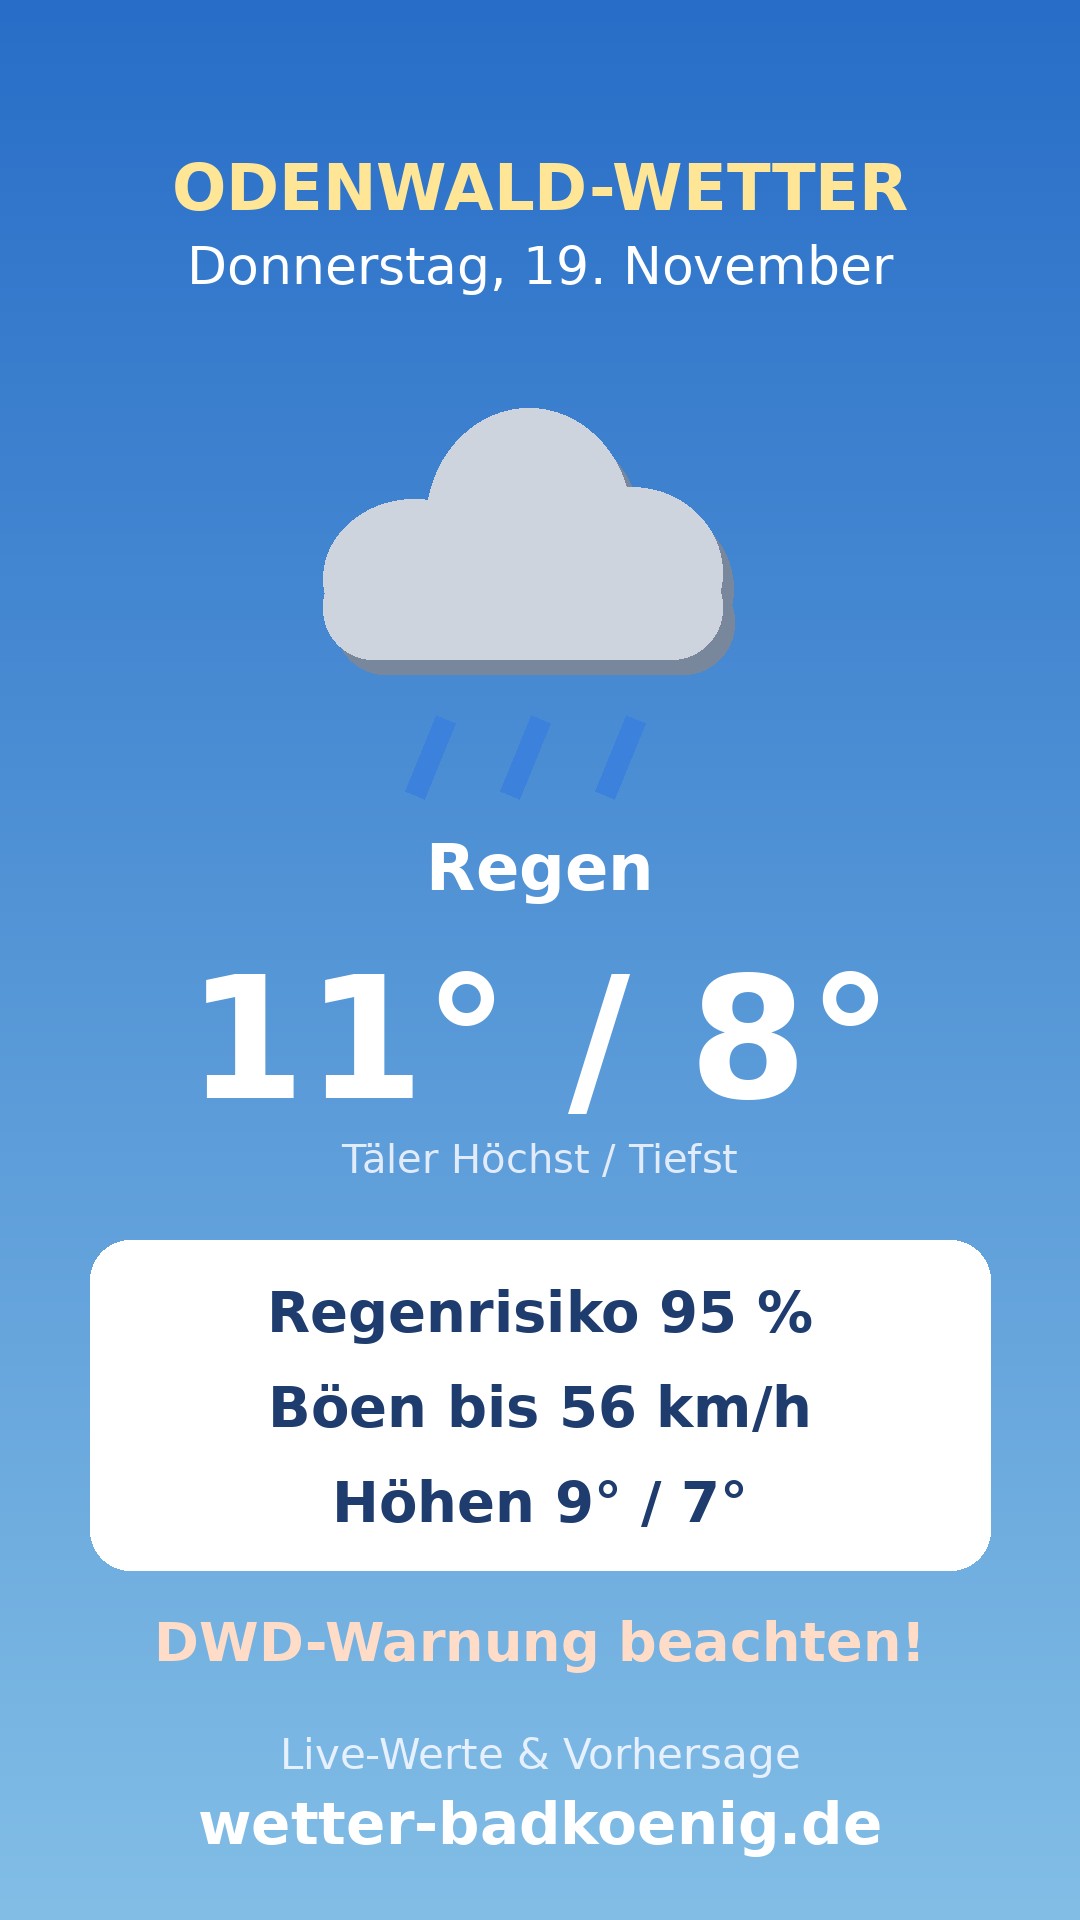 ODENWALD-WETTER
Donnerstag, 19. November
Regen
11° / 8°
Täler Höchst / Tiefst
Regenrisiko 95 %
Böen bis 56 km/h
Höhen 9° / 7°
DWD-Warnung beachten!
Live-Werte & Vorhersage
wetter-badkoenig.de